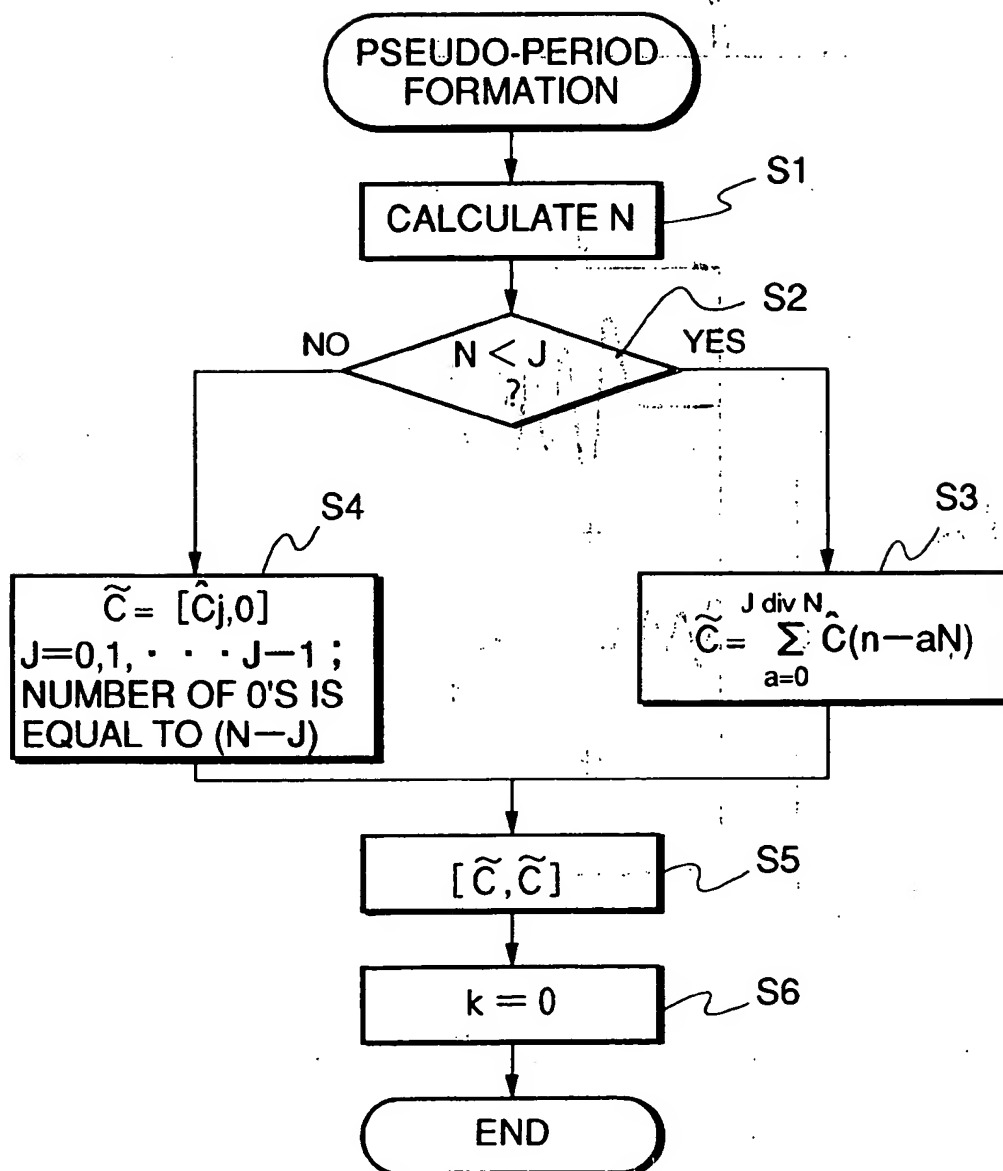 PSEUDO-PERIOD
FORMATION
S1
CALCULATE N
S2
NO
N < J
?
YES
S4
C̃ = [Ĉj,0]
J=0,1, · · · J−1 ;
NUMBER OF 0'S IS
EQUAL TO (N−J)
S3
J div N
C̃ = Σ Ĉ(n−aN)
a=0
S5
[C̃,C̃]
S6
k = 0
END